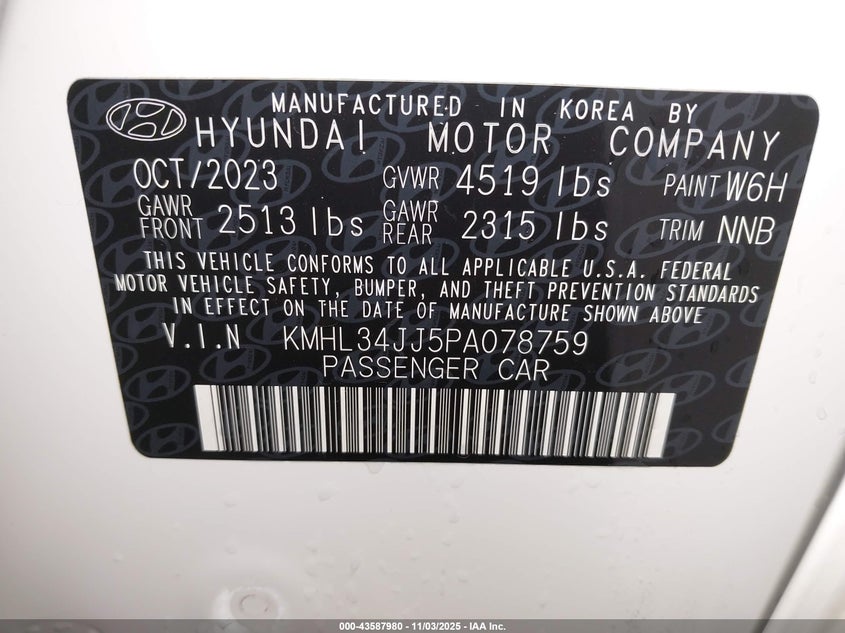 MANUFACTURED IN KOREA BY
HYUNDAI MOTOR COMPANY
OCT/2023 GVWR 4519 lbs PAINT W6H
GAWR FRONT 2513 lbs GAWR REAR 2315 lbs TRIM NNB
THIS VEHICLE CONFORMS TO ALL APPLICABLE U.S.A. FEDERAL
MOTOR VEHICLE SAFETY, BUMPER, AND THEFT PREVENTION STANDARDS
IN EFFECT ON THE DATE OF MANUFACTURE SHOWN ABOVE
V.I.N KMHL34JJ5PA078759
PASSENGER CAR
000-43587980 - 11/03/2025 - IAA Inc.